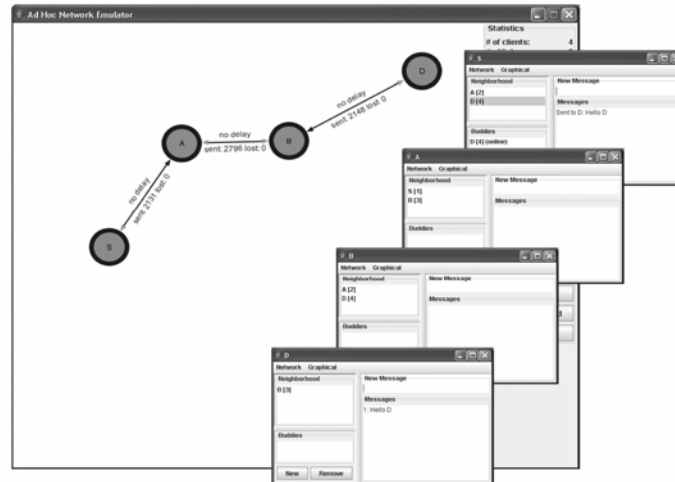 Ad Hoc Network Emulator
Statistics
# of clients: 4
D
no delay
sent: 2148 lost: 0
B
no delay
sent: 2796 lost: 0
A
no delay
sent: 2131 lost: 0
S
S
Network Graphical
Neighborhood
A [2]
D [4]
Buddies
D [4] (online)
New Message
Messages
Sent to D: Hello D
A
Network Graphical
Neighborhood
S [1]
B [3]
Buddies
New Message
Messages
B
Network Graphical
Neighborhood
A [2]
D [4]
Buddies
New Message
Messages
D
Network Graphical
Neighborhood
B [3]
Buddies
New Remove
New Message
Messages
1: Hello D